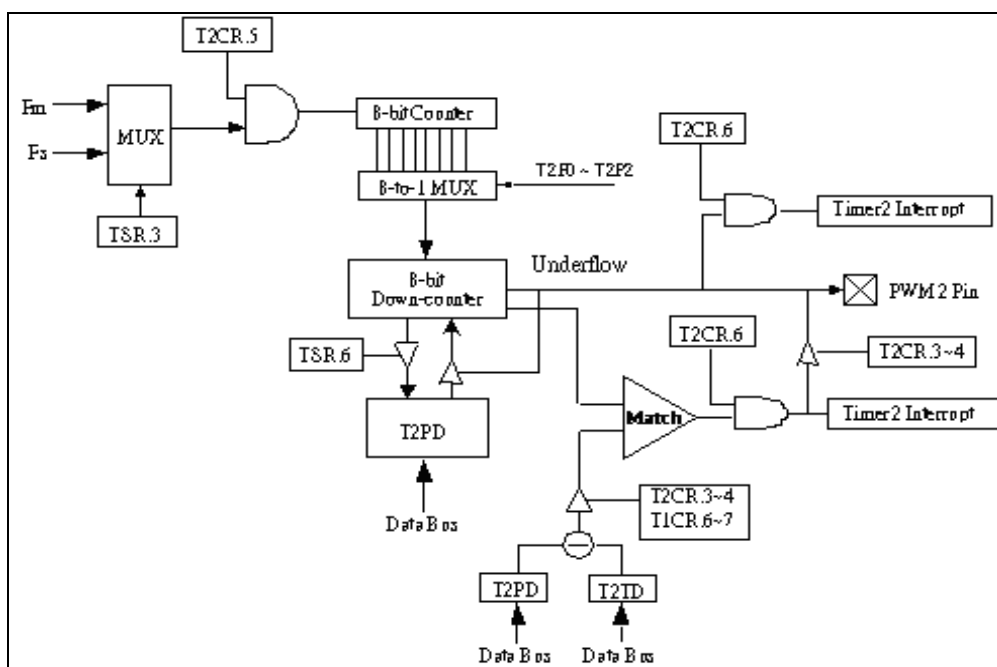 T2CR.5
Fm
Fs
MUX
TSR.3
8-bit Counter
8-to-1 MUX
T2P0 ~ T2P2
T2CR.6
Timer2 Interrupt
8-bit
Down-counter
Underflow
PWM2 Pin
TSR.6
T2CR.6
T2CR.3~4
T2PD
Match
Timer2 Interrupt
Data Bus
T2CR.3~4
T1CR.6~7
T2PD
T2TD
Data Bus
Data Bus